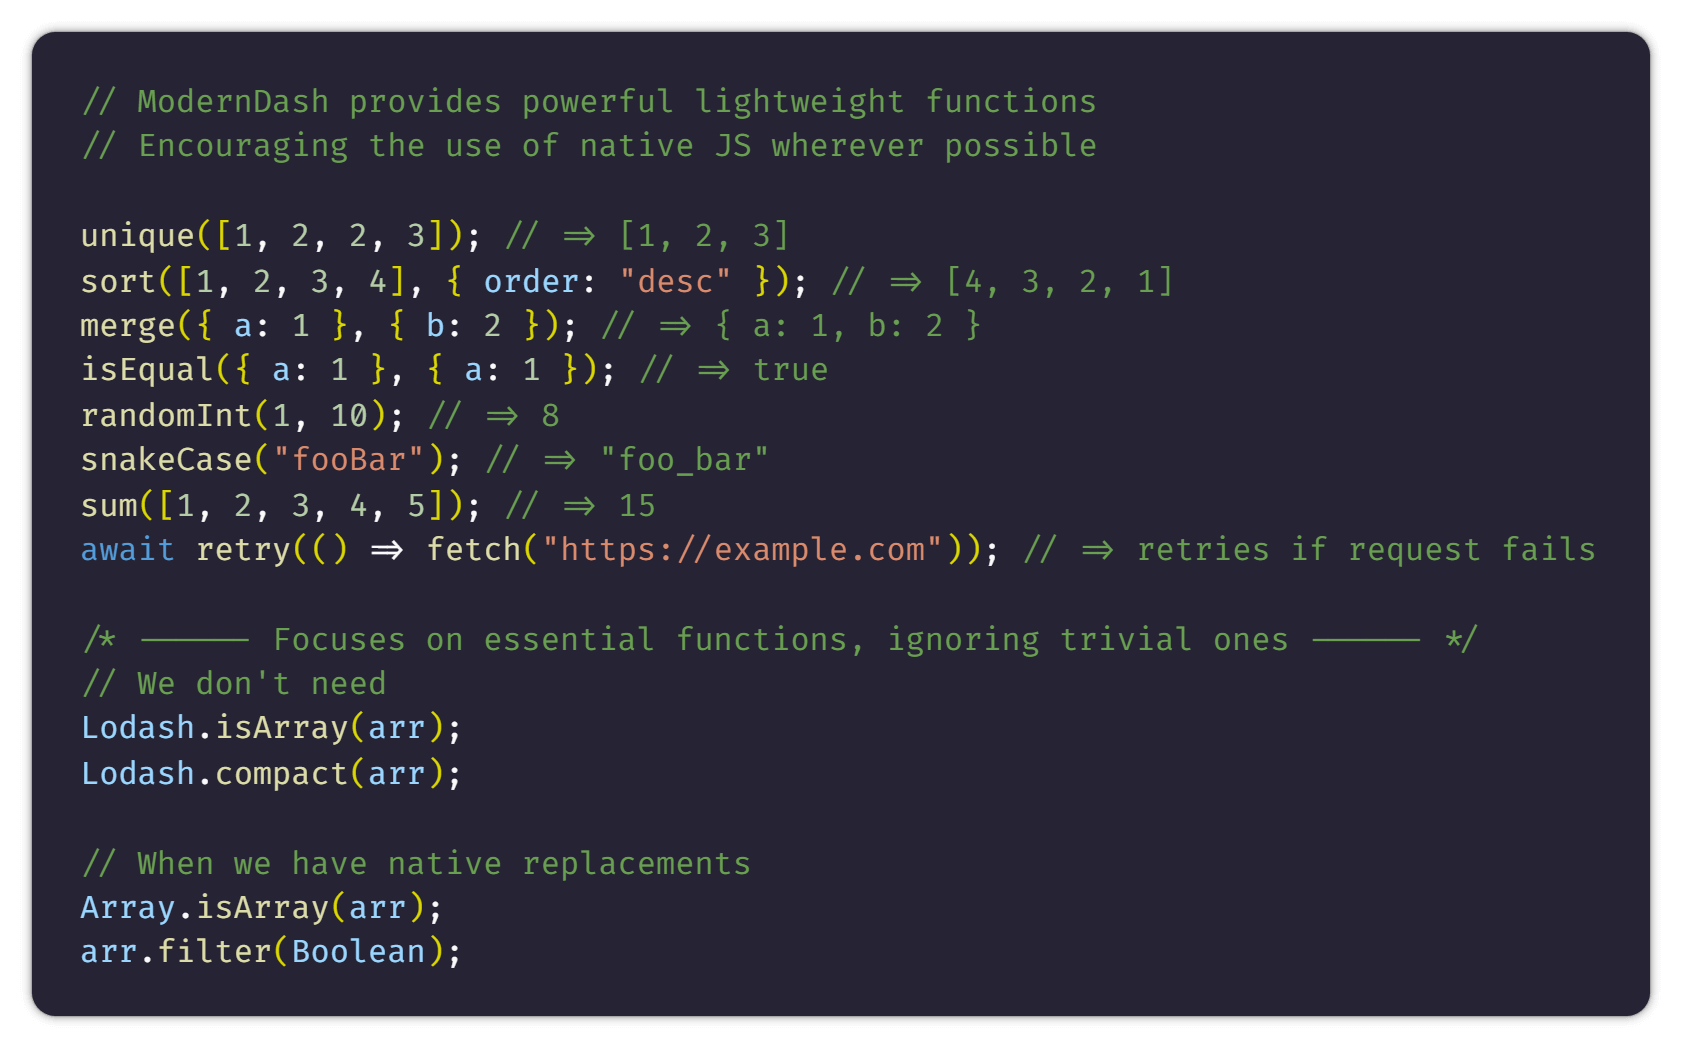 // ModernDash provides powerful lightweight functions
// Encouraging the use of native JS wherever possible
unique([1, 2, 2, 3]); // => [1, 2, 3]
sort([1, 2, 3, 4], { order: "desc" }); // => [4, 3, 2, 1]
merge({ a: 1 }, { b: 2 }); // => { a: 1, b: 2 }
isEqual({ a: 1 }, { a: 1 }); // => true
randomInt(1, 10); // => 8
snakeCase("fooBar"); // => "foo_bar"
sum([1, 2, 3, 4, 5]); // => 15
await retry(() => fetch("https://example.com")); // => retries if request fails
/* ------ Focuses on essential functions, ignoring trivial ones ------ */
// We don't need
Lodash.isArray(arr);
Lodash.compact(arr);
// When we have native replacements
Array.isArray(arr);
arr.filter(Boolean);